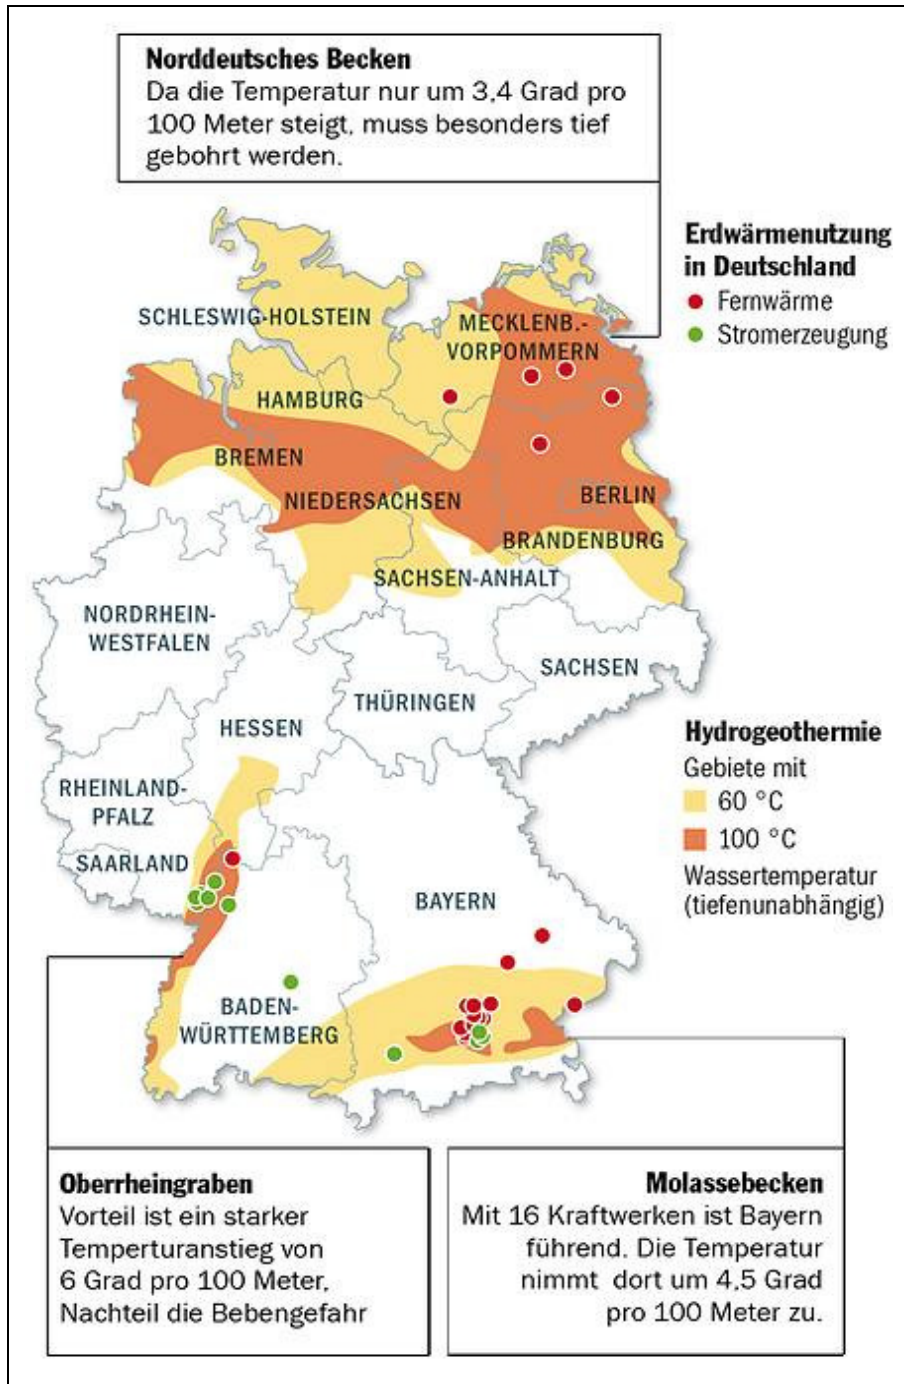 Norddeutsches Becken
Da die Temperatur nur um 3,4 Grad pro
100 Meter steigt, muss besonders tief
gebohrt werden.
Erdwärmenutzung
in Deutschland
Fernwärme
Stromerzeugung
SCHLESWIG-HOLSTEIN
MECKLENB.-
VORPOMMERN
HAMBURG
BREMEN
NIEDERSACHSEN
BERLIN
BRANDENBURG
SACHSEN-ANHALT
NORDRHEIN-
WESTFALEN
SACHSEN
THÜRINGEN
HESSEN
RHEINLAND-
PFALZ
SAARLAND
BAYERN
BADEN-
WÜRTTEMBERG
Hydrogeothermie
Gebiete mit
60 °C
100 °C
Wassertemperatur
(tiefenunabhängig)
Oberrheingraben
Vorteil ist ein starker
Temperturanstieg von
6 Grad pro 100 Meter,
Nachteil die Bebengefahr
Molassebecken
Mit 16 Kraftwerken ist Bayern
führend. Die Temperatur
nimmt dort um 4,5 Grad
pro 100 Meter zu.